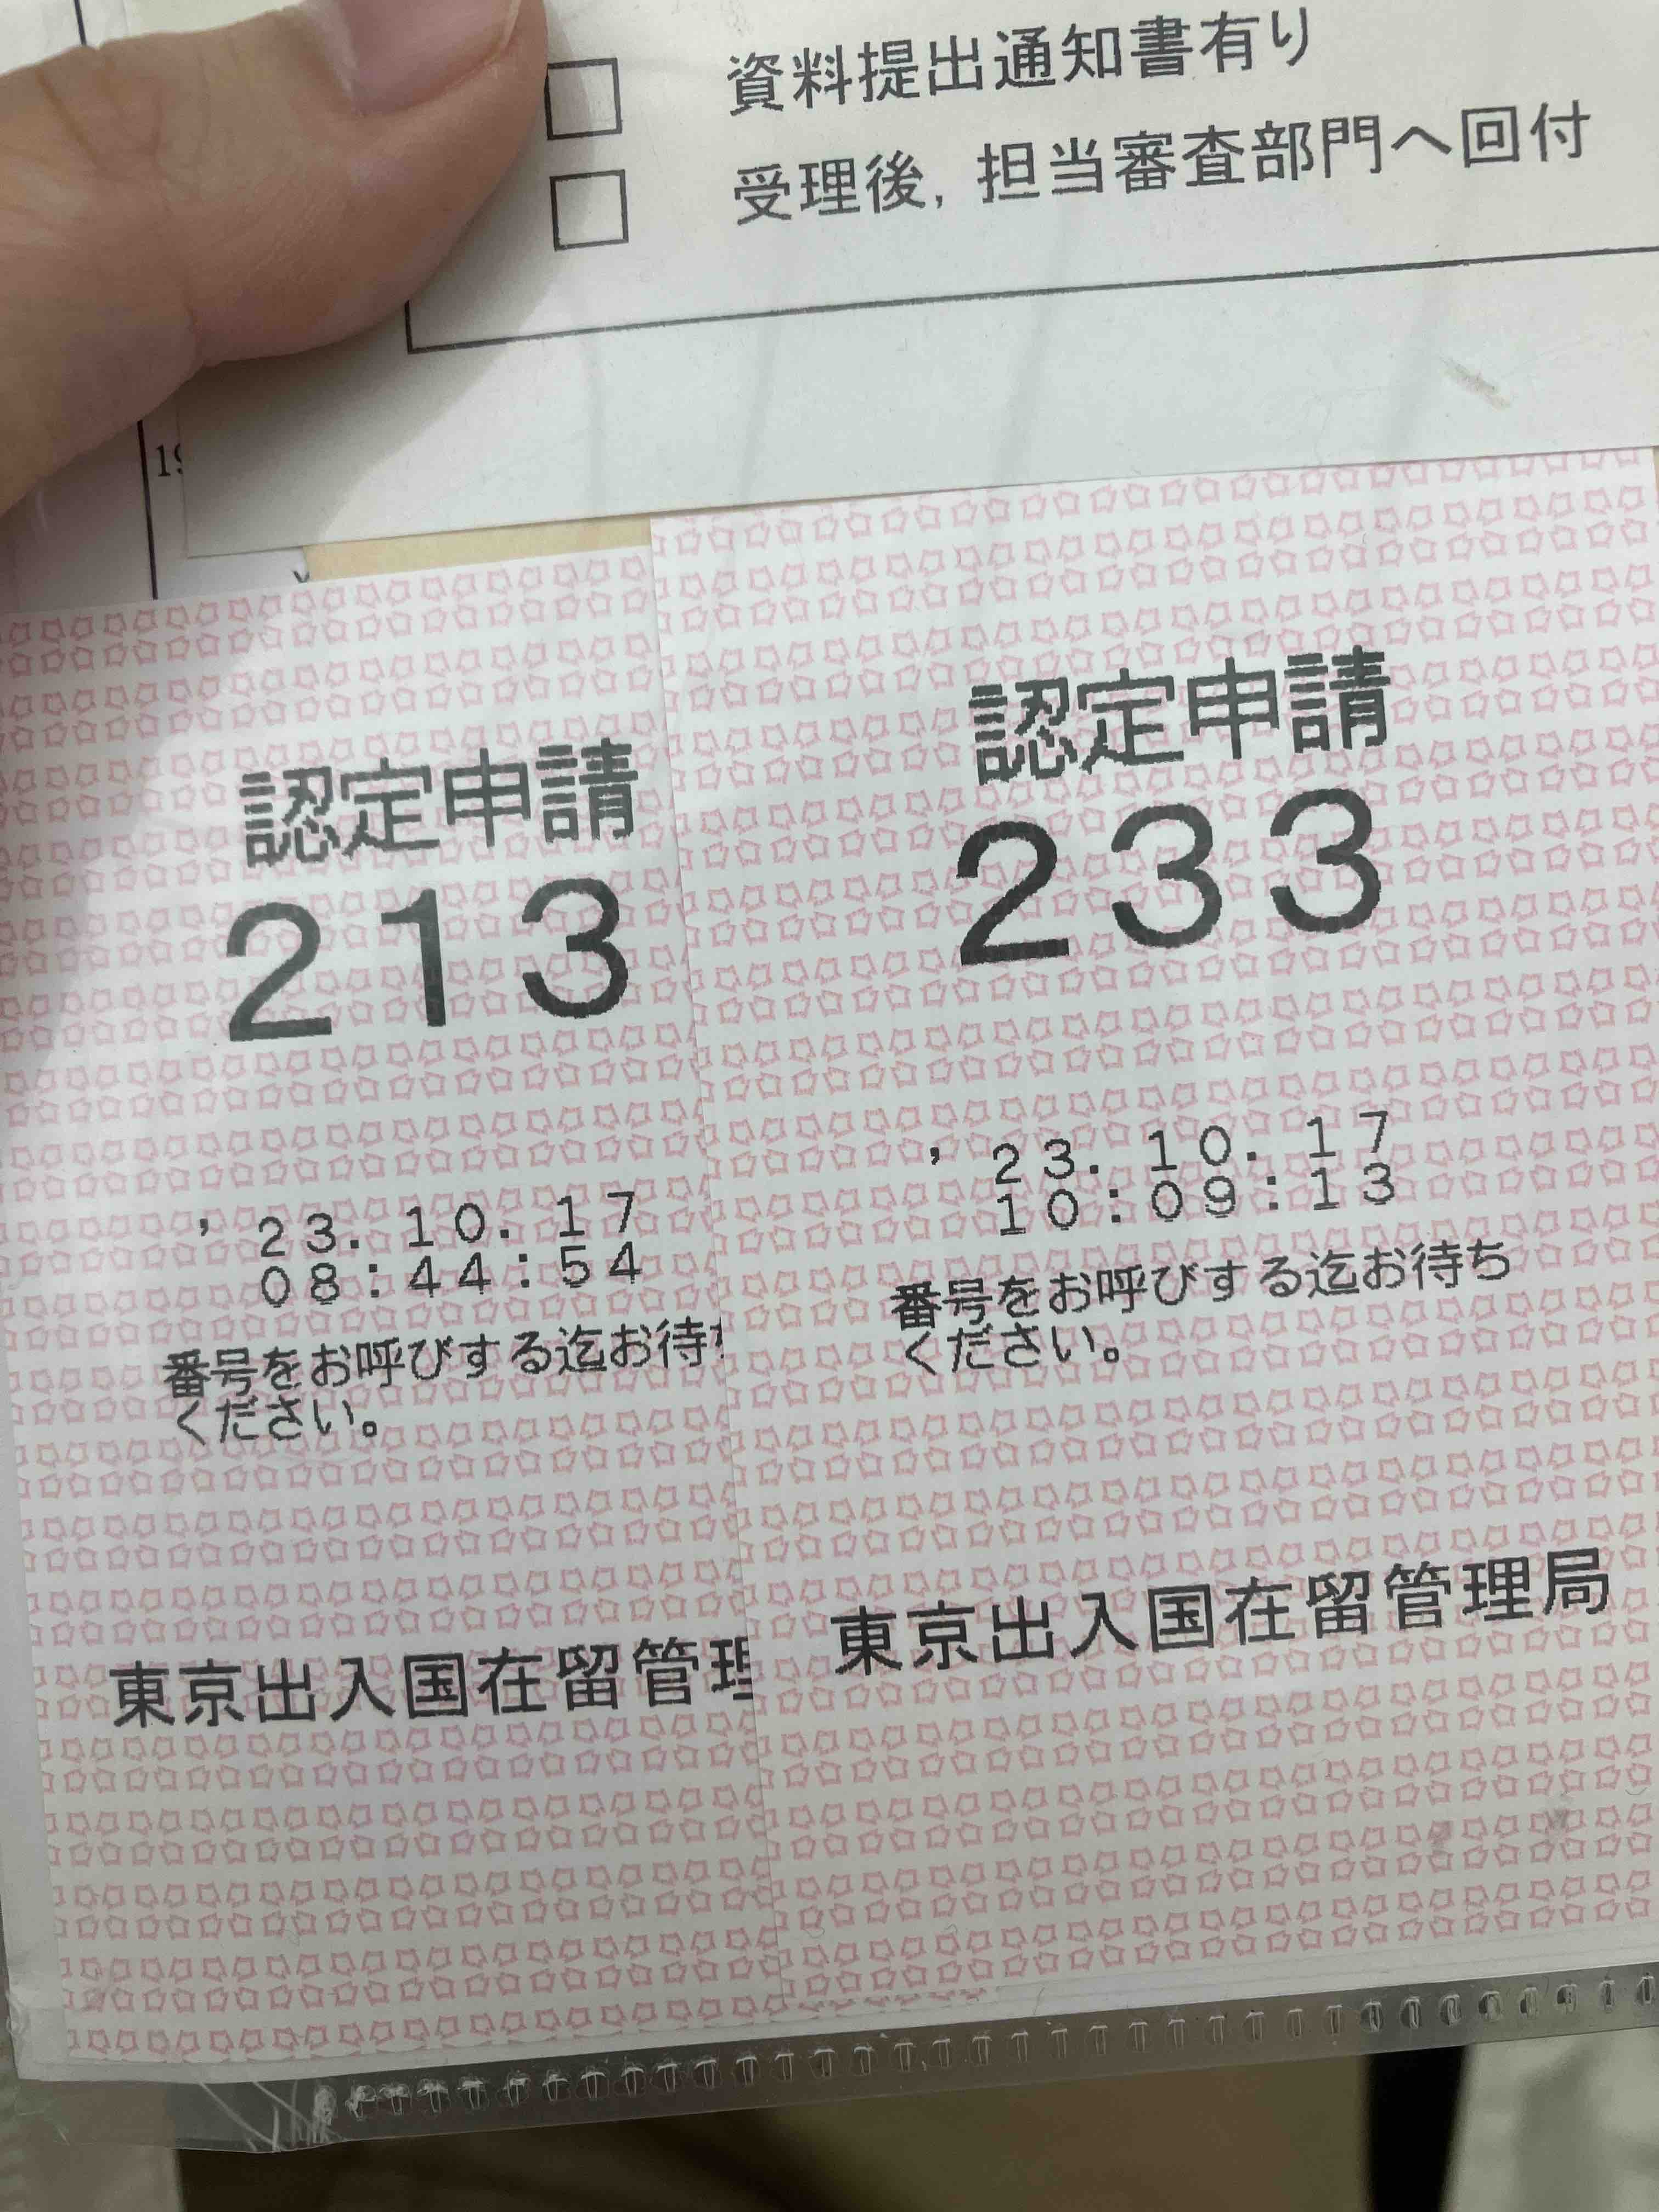 資料提出通知書有り
受理後，担当審査部門へ回付
19
認定申請
213
'23.10.17
08:44:54
番号をお呼びする迄お待
ください。
東京出入国在留管理
認定申請
233
'23.10.17
10:09:13
番号をお呼びする迄お待ち
ください。
東京出入国在留管理局